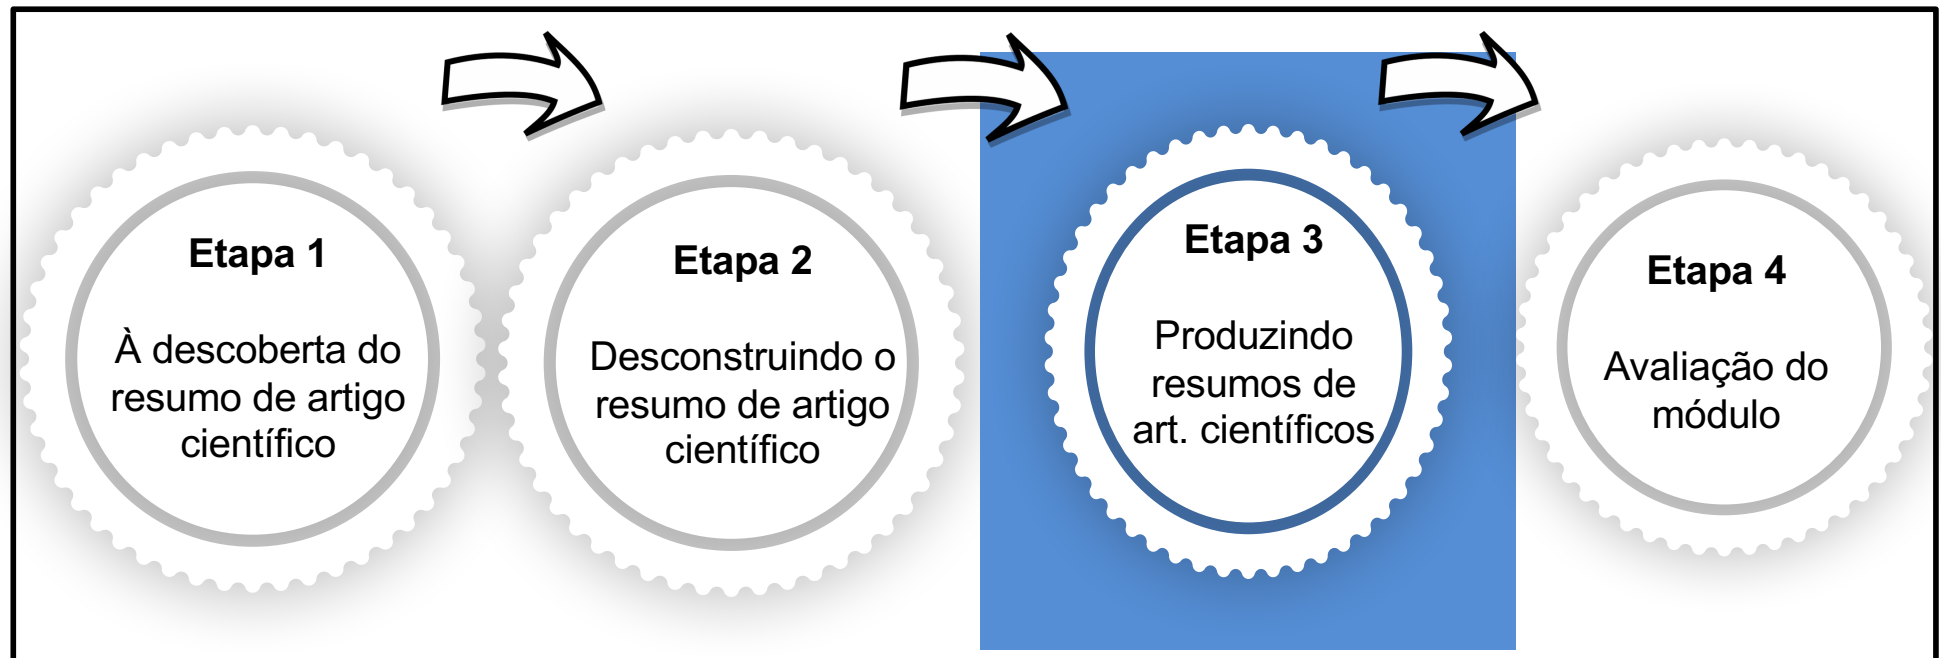 Etapa 1
À descoberta do
resumo de artigo
científico
Etapa 2
Desconstruindo o
resumo de artigo
científico
Etapa 3
Produzindo
resumos de
art. científicos
Etapa 4
Avaliação do
módulo